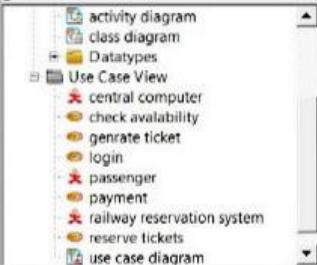 activity diagram
class diagram
Datatypes
Use Case View
central computer
check avalability
genrate ticket
login
passenger
payment
railway reservation system
reserve tickets
use case diagram